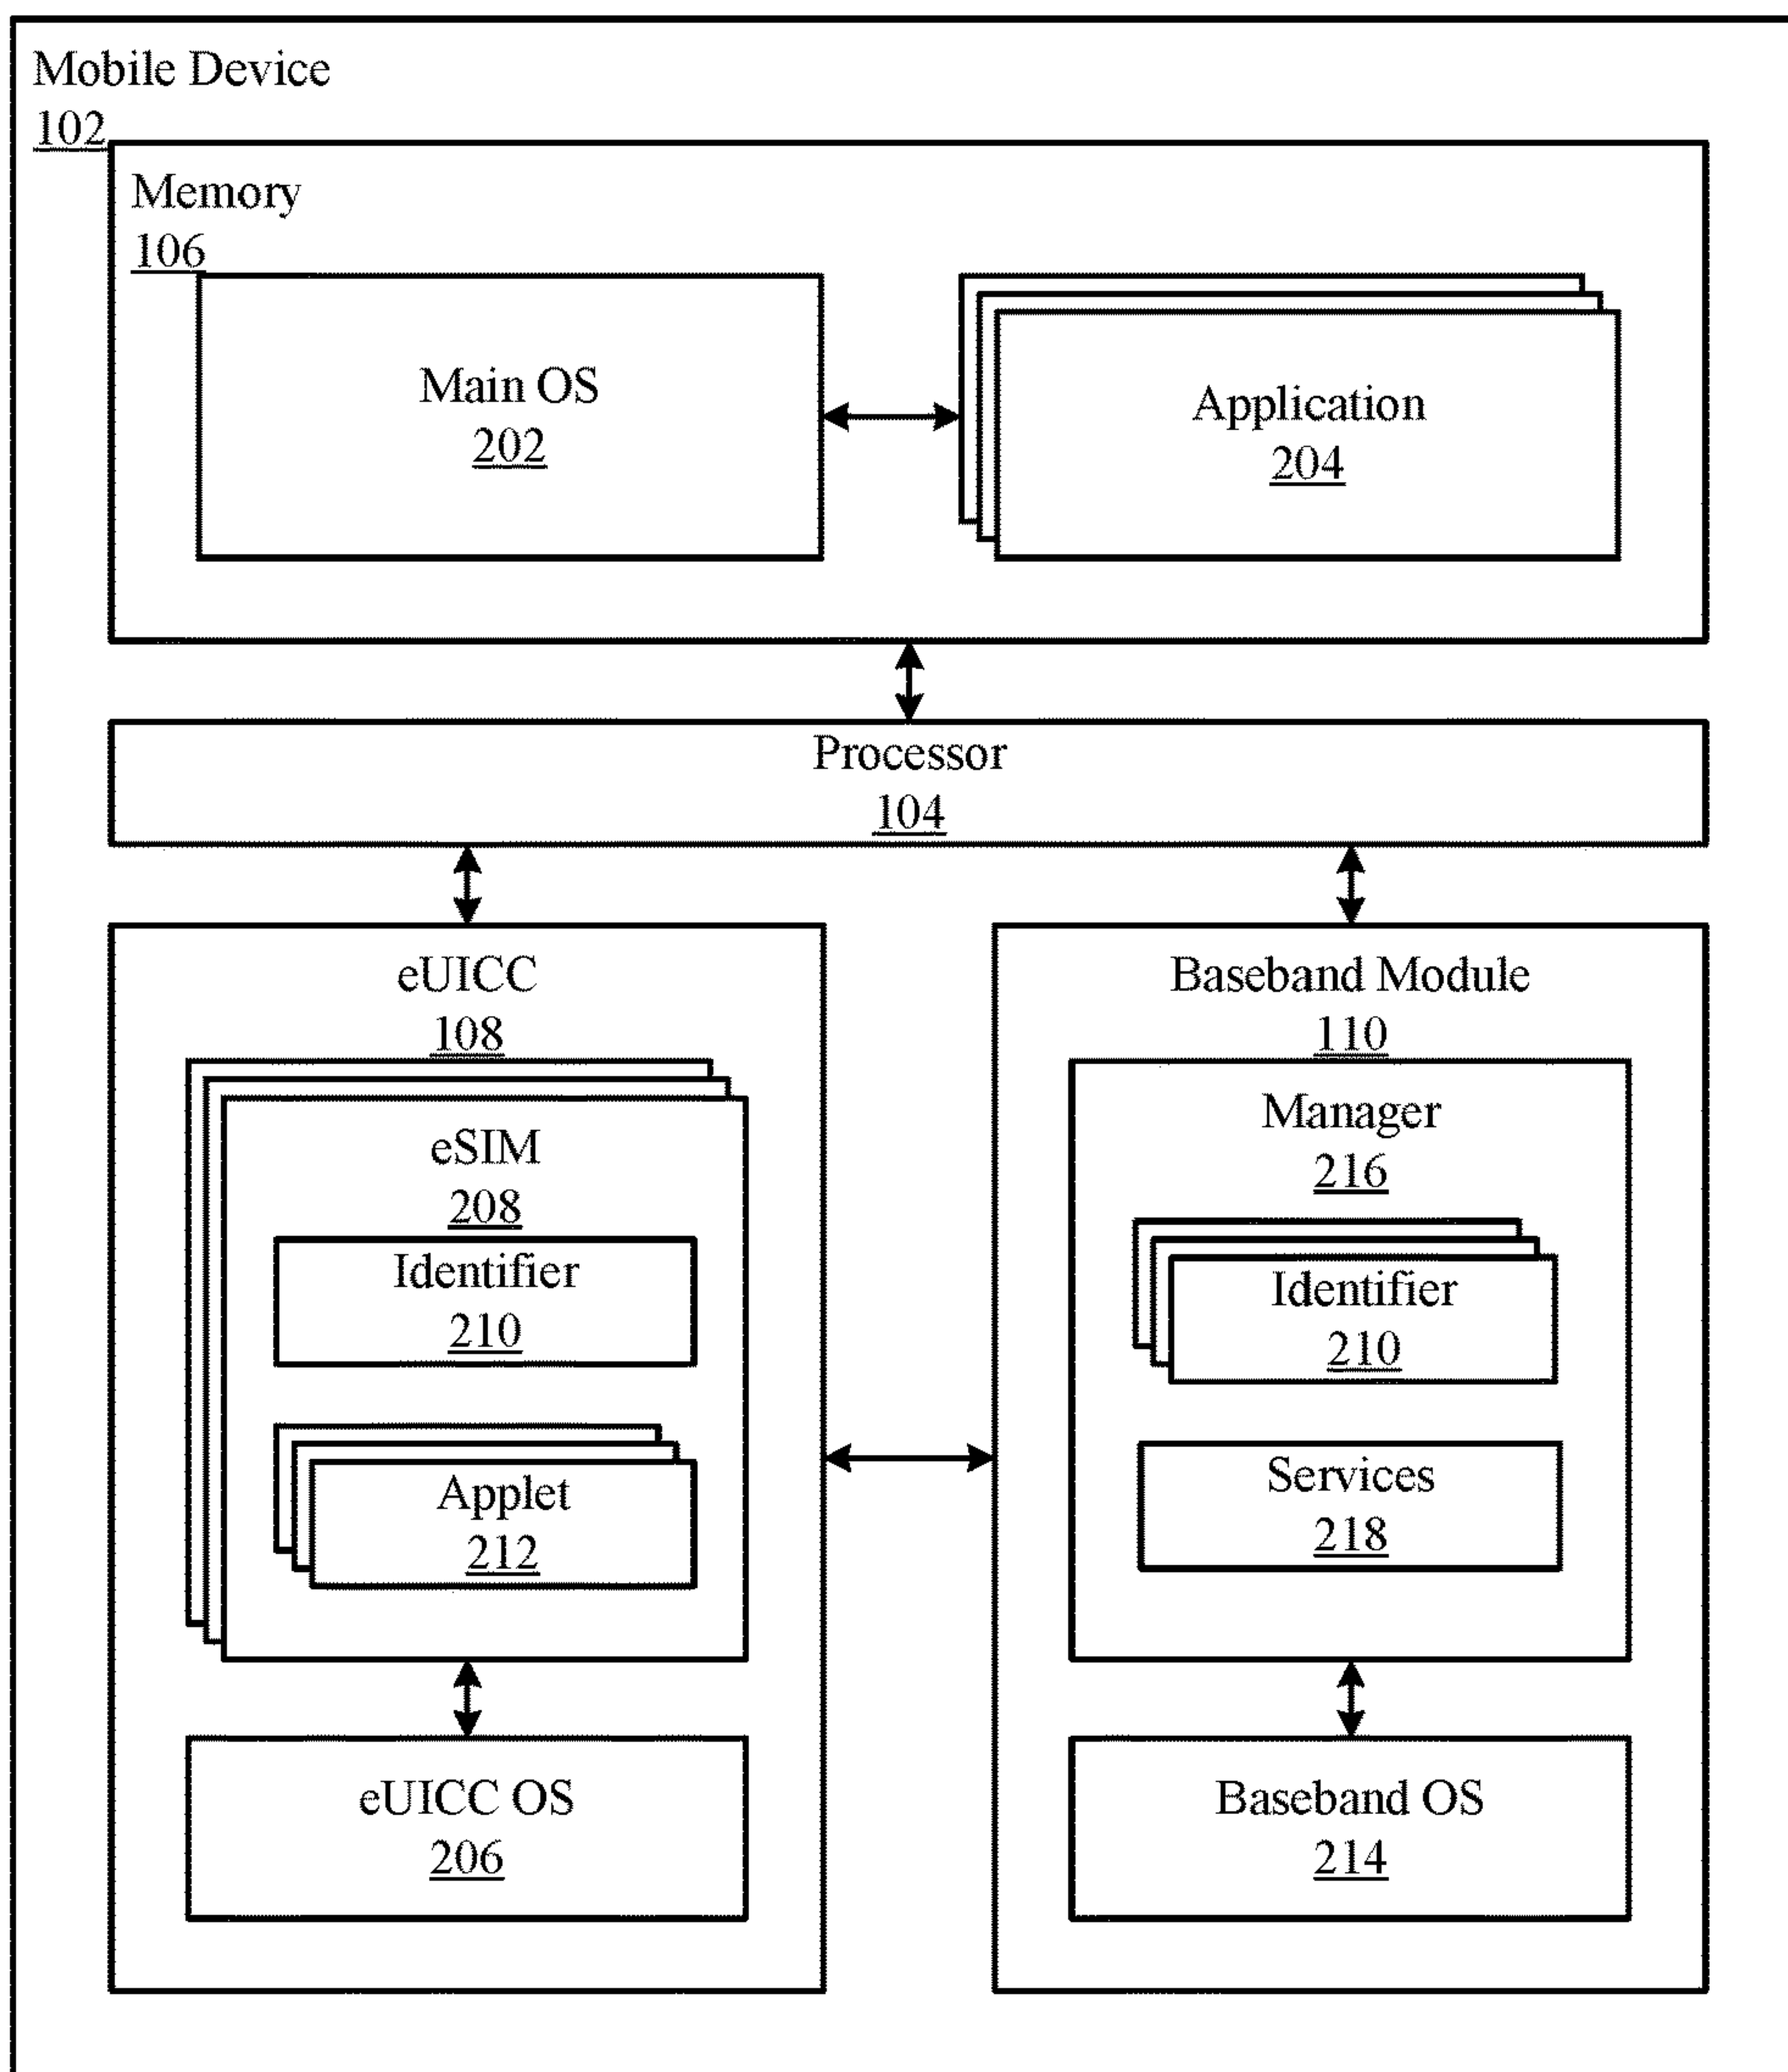 Mobile Device
102
Memory
106
Main OS
202
Application
204
Processor
104
eUICC
108
eSIM
208
Identifier
210
Applet
212
eUICC OS
206
Baseband Module
110
Manager
216
Identifier
210
Services
218
Baseband OS
214